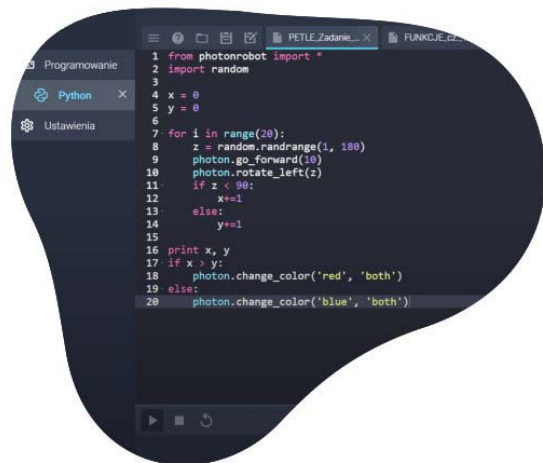 PETLE_Zadanie_...
FUNKCJE_cz_
Programowanie
Python
Ustawienia
1 from photonrobot import *
2 import random
3
4 x = 0
5 y = 0
6
7 for i in range(20):
8 z = random.randrange(1, 180)
9 photon.go_forward(10)
10 photon.rotate_left(z)
11 if z < 90:
12 x+=1
13 else:
14 y+=1
15
16 print x, y
17 if x > y:
18 photon.change_color('red', 'both')
19 else:
20 photon.change_color('blue', 'both')